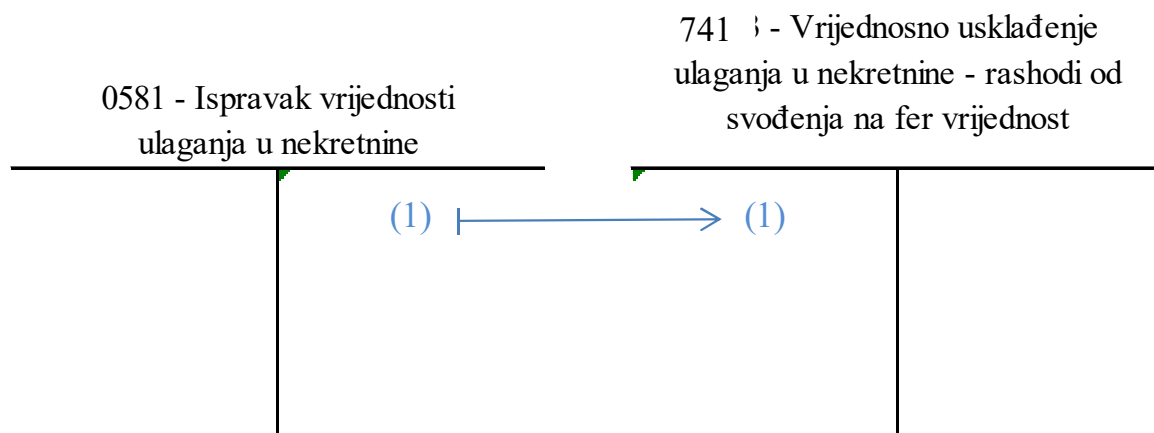 0581 - Ispravak vrijednosti
ulaganja u nekretnine
741 - Vrijednosno usklađenje
ulaganja u nekretnine - rashodi od
svođenja na fer vrijednost
(1) (1)